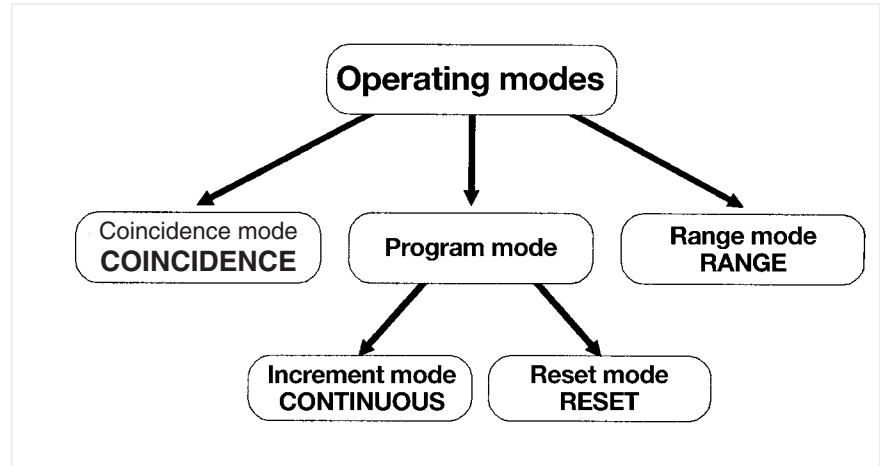 Operating modes
Coincidence mode
COINCIDENCE
Program mode
Range mode
RANGE
Increment mode
CONTINUOUS
Reset mode
RESET